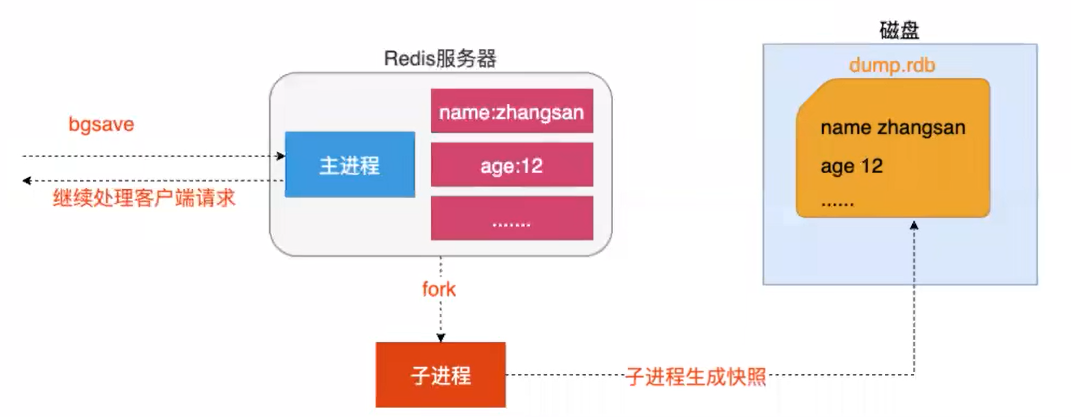 磁盘
Redis服务器
dump.rdb
bgsave
name:zhangsan
name zhangsan
主进程
age:12
age 12
继续处理客户端请求
.......
......
fork
子进程
子进程生成快照